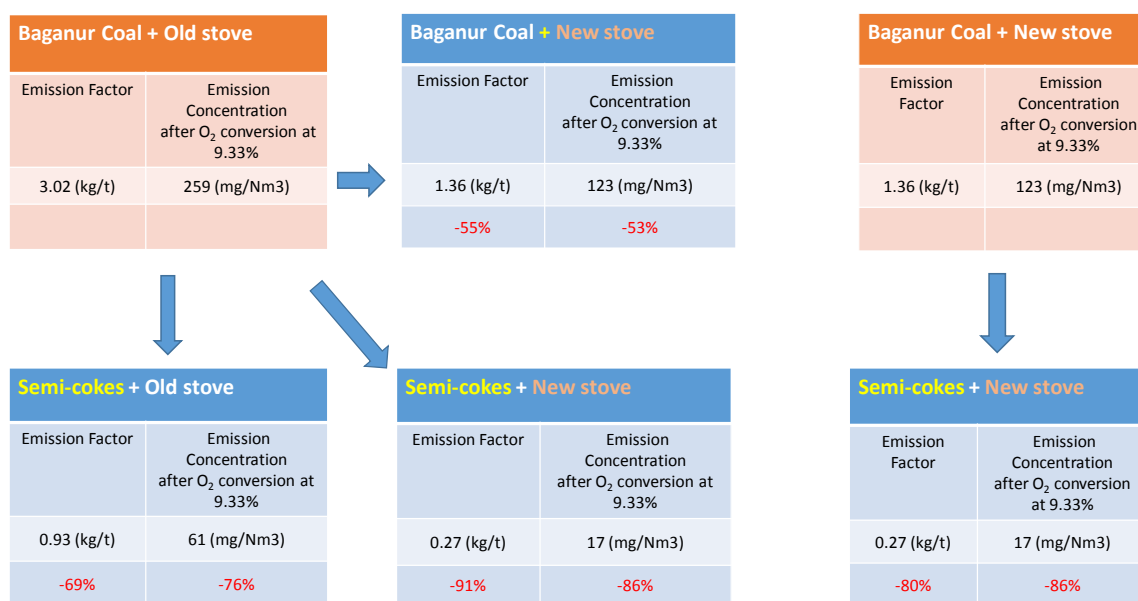 Baganur Coal + Old stove
Emission Factor
Emission
Concentration
after O₂ conversion at
9.33%
3.02 (kg/t)
259 (mg/Nm3)
Baganur Coal + New stove
Emission Factor
Emission
Concentration
after O₂ conversion at
9.33%
1.36 (kg/t)
123 (mg/Nm3)
-55%
-53%
Baganur Coal + New stove
Emission
Factor
Emission
Concentration
after O₂ conversion
at 9.33%
1.36 (kg/t)
123 (mg/Nm3)
Semi-cokes + Old stove
Emission Factor
Emission
Concentration
after O₂ conversion at
9.33%
0.93 (kg/t)
61 (mg/Nm3)
-69%
-76%
Semi-cokes + New stove
Emission Factor
Emission
Concentration
after O₂ conversion at
9.33%
0.27 (kg/t)
17 (mg/Nm3)
-91%
-86%
Semi-cokes + New stove
Emission
Factor
Emission
Concentration
after O₂ conversion
at 9.33%
0.27 (kg/t)
17 (mg/Nm3)
-80%
-86%